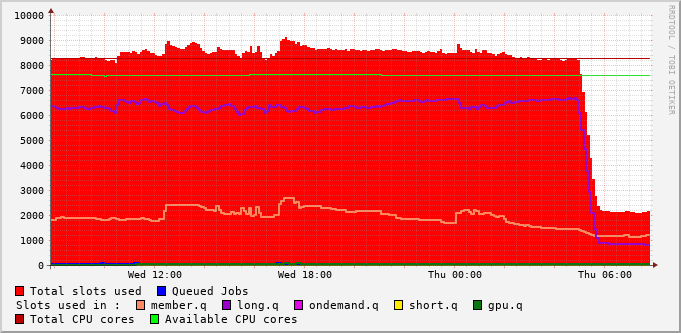 RRDTOOL / TOBI OETIKER
10000
9000
8000
7000
6000
5000
4000
3000
2000
1000
0
Wed 12:00 Wed 18:00 Thu 00:00 Thu 06:00
Total slots used Queued Jobs
Slots used in : member.q long.q ondemand.q short.q gpu.q
Total CPU cores Available CPU cores